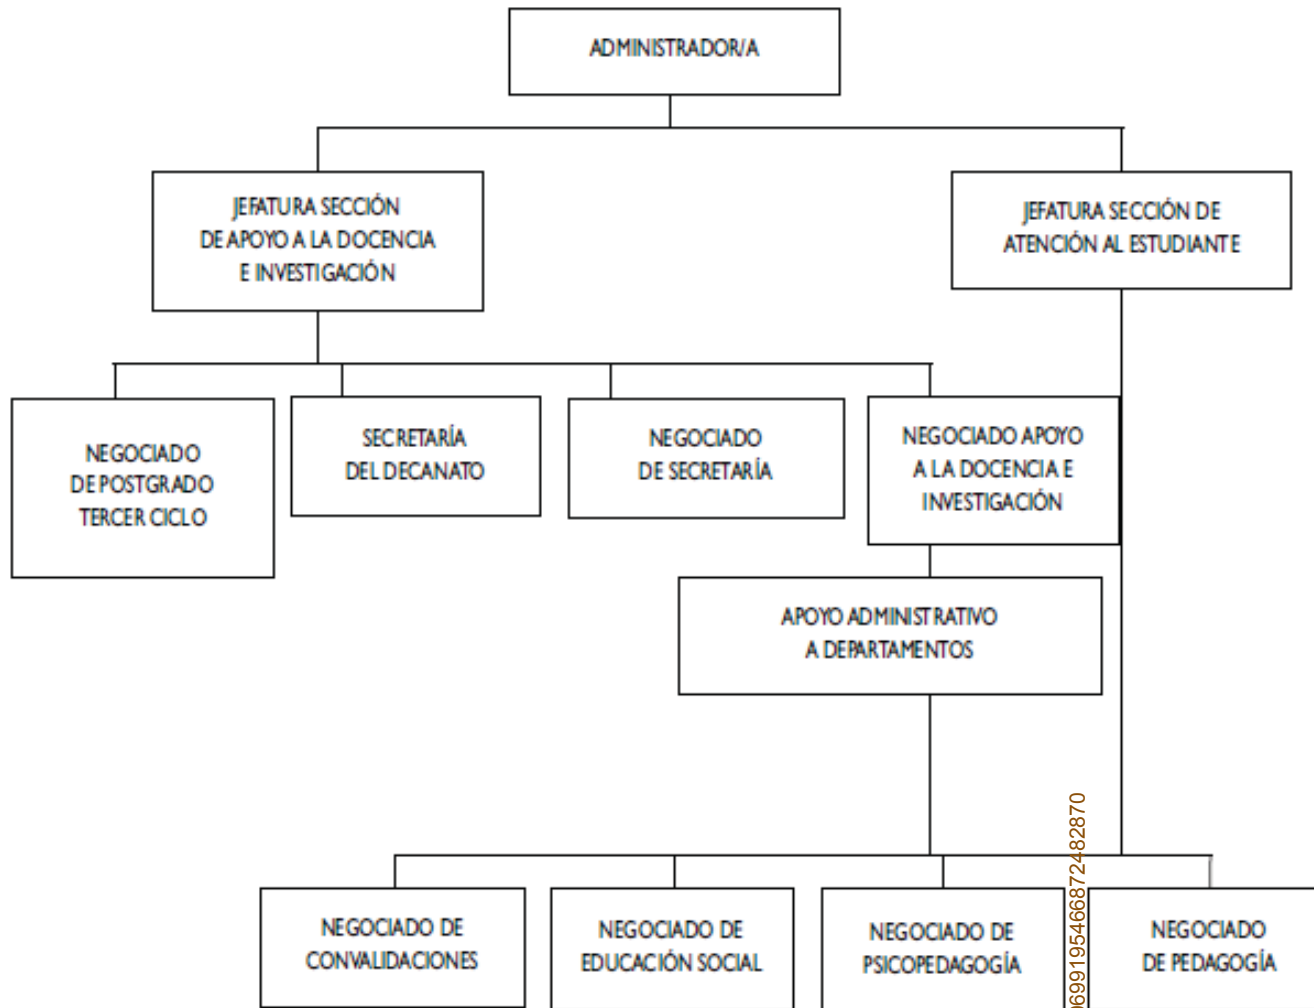 ADMINISTRADOR/A
JEFATURA SECCIÓN
DE APOYO A LA DOCENCIA
E INVESTIGACIÓN
JEFATURA SECCIÓN DE
ATENCIÓN AL ESTUDIANTE
NEGOCIADO
DE POSTGRADO
TERCER CICLO
SECRETARÍA
DEL DECANATO
NEGOCIADO
DE SECRETARÍA
NEGOCIADO APOYO
A LA DOCENCIA E
INVESTIGACIÓN
APOYO ADMINISTRATIVO
A DEPARTAMENTOS
NEGOCIADO DE
CONVALIDACIONES
NEGOCIADO DE
EDUCACIÓN SOCIAL
NEGOCIADO DE
PSICOPEDAGOGÍA
NEGOCIADO
DE PEDAGOGÍA